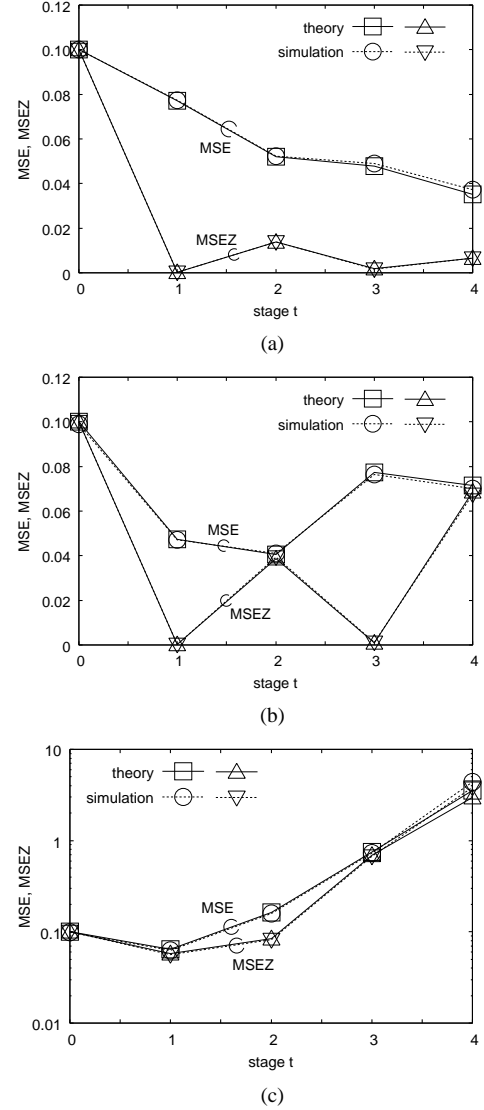 0.12
0.10
0.08
0.06
0.04
0.02
0
MSE, MSEZ
theory
simulation
MSE
MSEZ
0 1 2 3 4
stage t
(a)
0.12
0.10
0.08
0.06
0.04
0.02
0
MSE, MSEZ
theory
simulation
MSE
MSEZ
0 1 2 3 4
stage t
(b)
10
1
0.1
0.01
MSE, MSEZ
theory
simulation
MSE
MSEZ
0 1 2 3 4
stage t
(c)